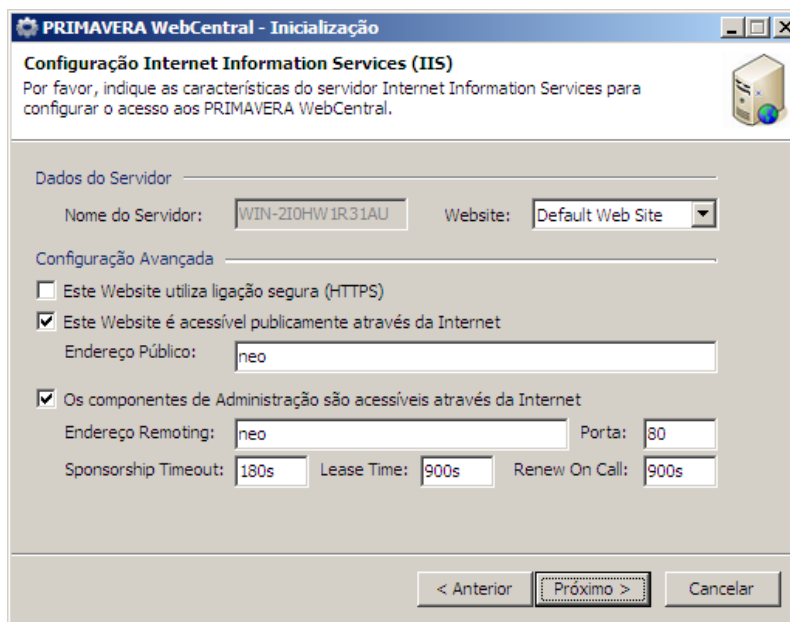 PRIMAVERA WebCentral - Inicialização
Configuração Internet Information Services (IIS)
Por favor, indique as características do servidor Internet Information Services para
configurar o acesso aos PRIMAVERA WebCentral.
Dados do Servidor
Nome do Servidor: WIN-2I0HW1R31AU Website: Default Web Site
Configuração Avançada
Este Website utiliza ligação segura (HTTPS)
Este Website é acessível publicamente através da Internet
Endereço Público: neo
Os componentes de Administração são acessíveis através da Internet
Endereço Remoting: neo Porta: 80
Sponsorship Timeout: 180s Lease Time: 900s Renew On Call: 900s
< Anterior Próximo > Cancelar